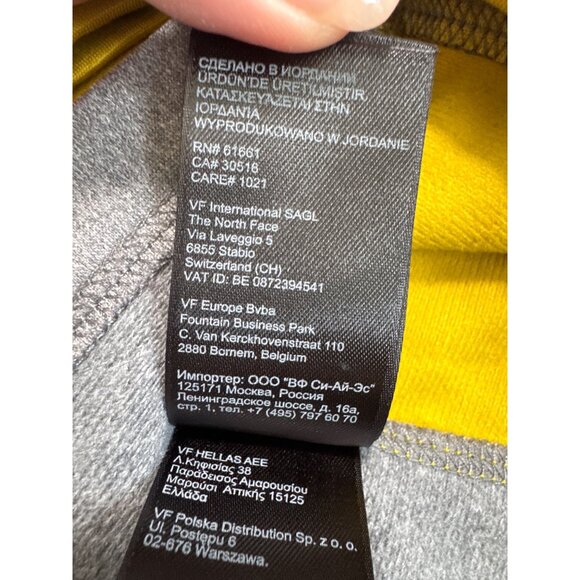 СДЕЛАНО В ИОРДАНИИ
ÜRDÜN'DE ÜRETİLMİSTİR
ΚΑΤΑΣΚΕΥΑΖΕΤΑΙ ΣΤΗΝ
ΙΟΡΔΑΝΊΑ
WYPRODUKOWANO W JORDANIE
RN# 61661
CA# 30516
CARE# 1021
VF International SAGL
The North Face
Via Laveggio 5
6855 Stabio
Switzerland (CH)
VAT ID: BE 0872394541
VF Europe Bvba
Fountain Business Park
C. Van Kerckhovenstraat 110
2880 Bornem, Belgium
Импортер: ООО "ВФ Си-Ай-Эс"
125171 Москва, Россия
Ленинградское шоссе, д. 16а,
стр. 1, тел. +7 (495) 797 60 70
VF HELLAS AEE
Λ.Κηφισίας 38
Παράδεισος Αμαρουσίου
Μαρούσι Αττικής 15125
Ελλάδα
VF Polska Distribution Sp. z o. o.
Ul. Postępu 6
02-676 Warszawa.